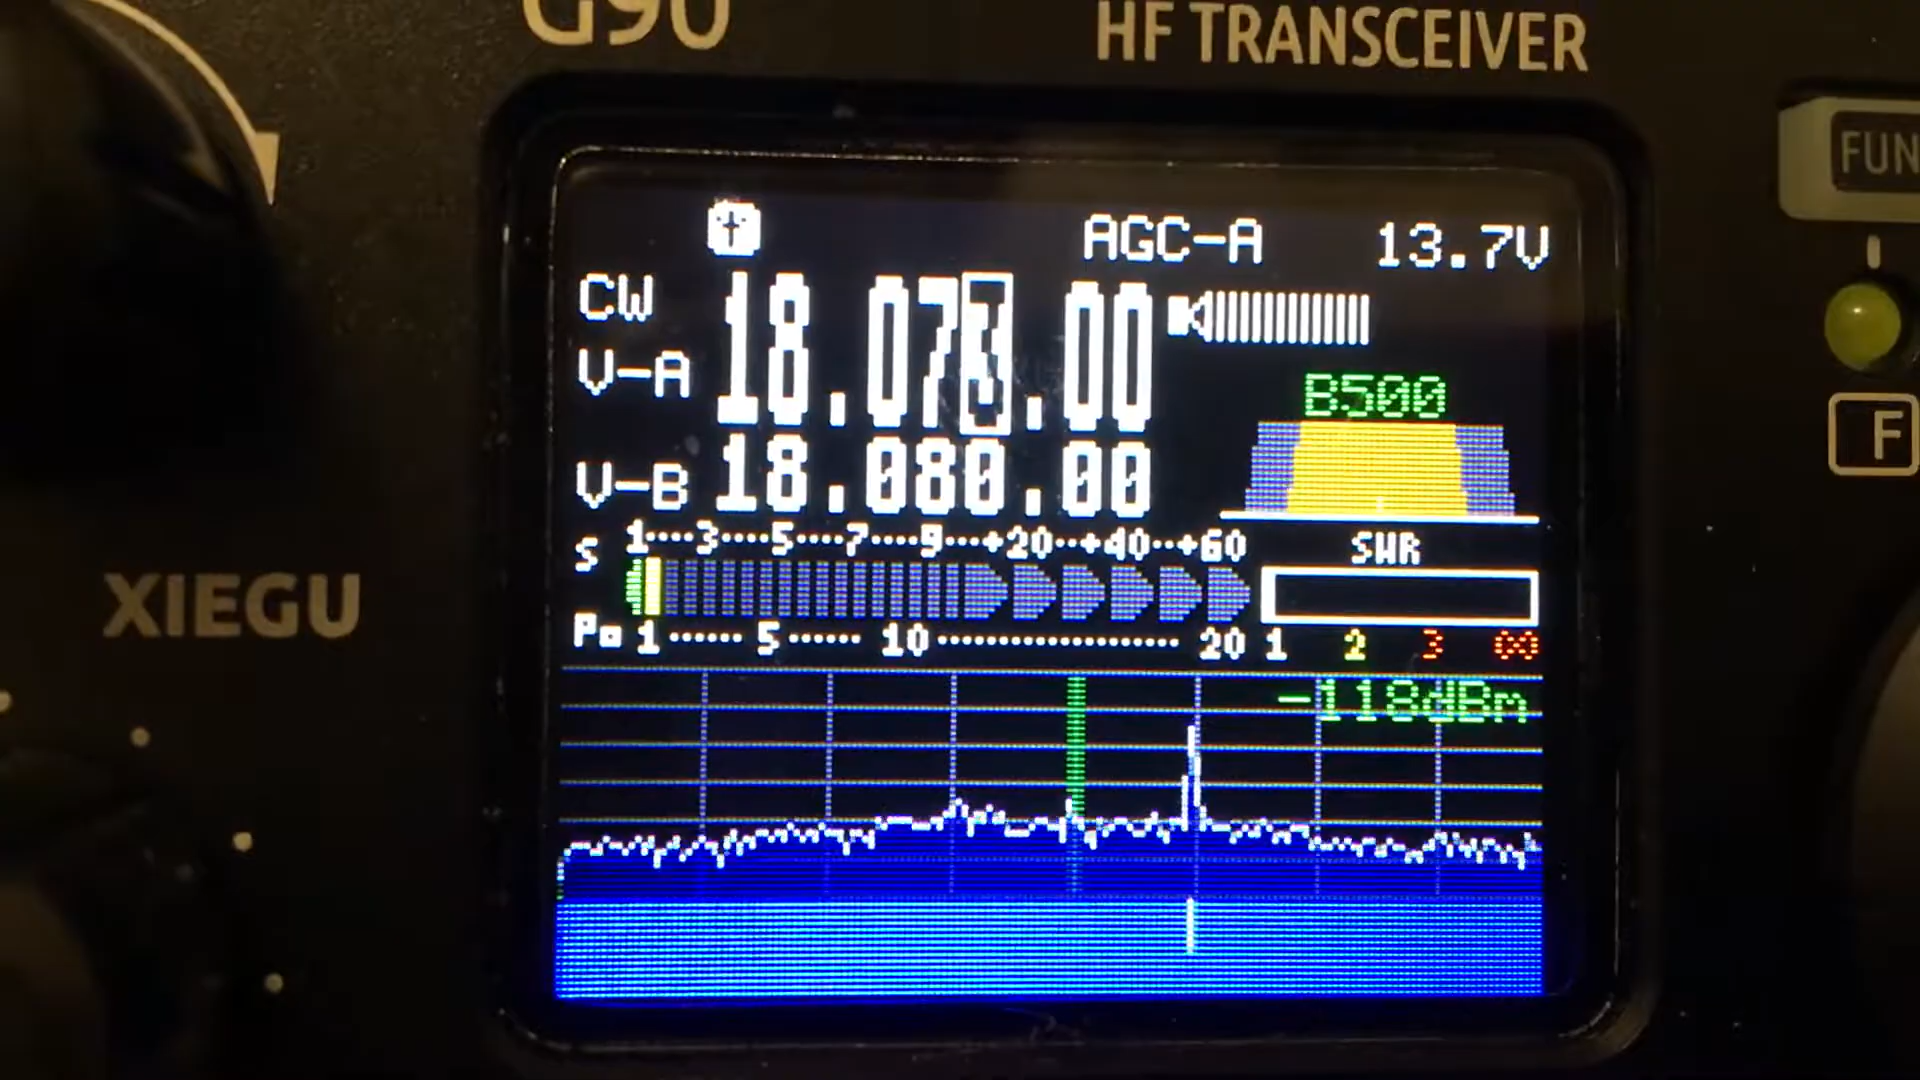 G90
HF TRANSCEIVER
FUN
AGC-A 13.7V
CW
V-A 18.073.00
B500
V-B 18.080.00
S 1····3····5····7····9···+20··+40··+60
SWR
Po 1······5······10····················20
1 2 3 ∞
-118dBm
XIEGU
F